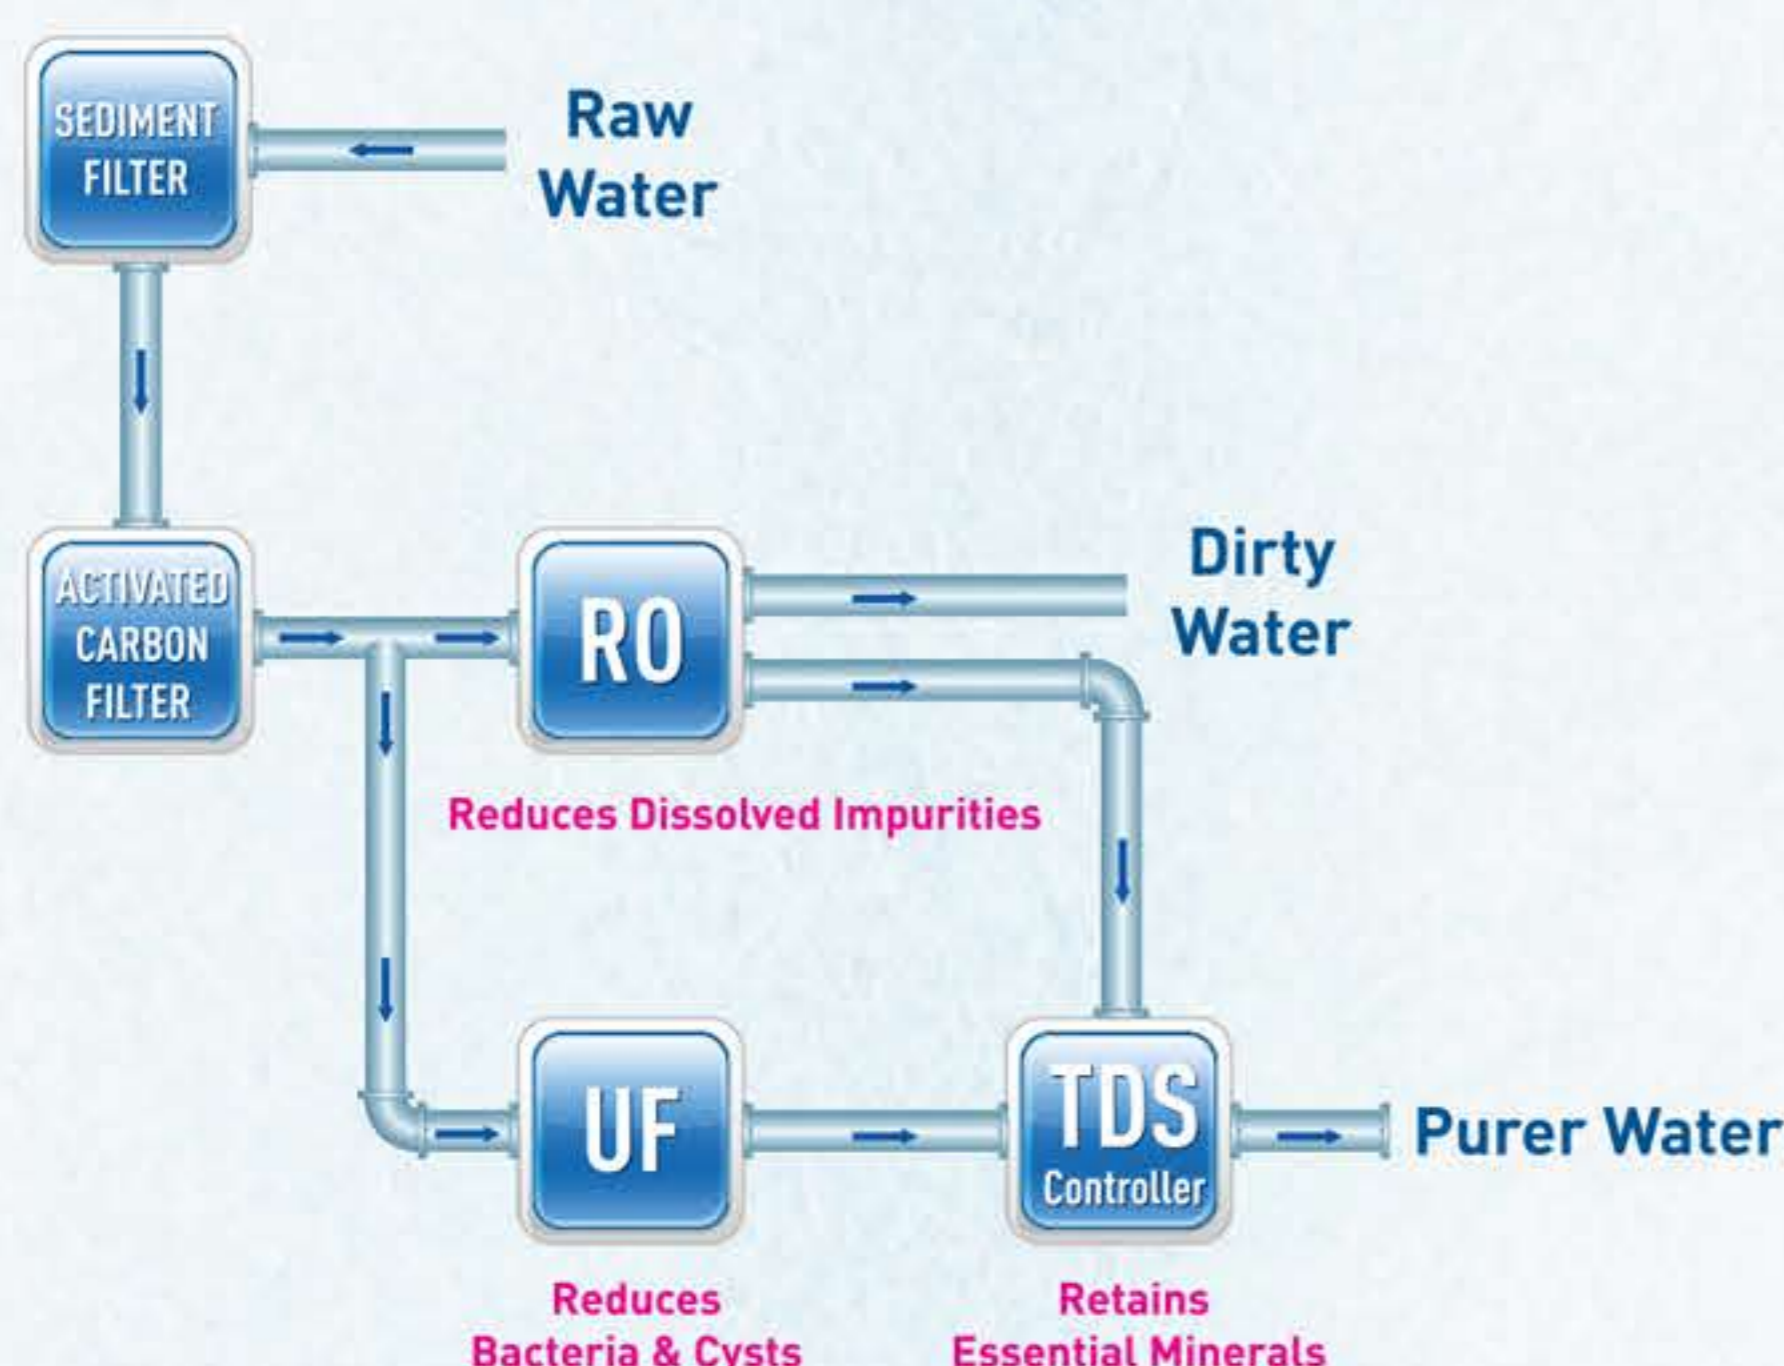 SEDIMENT
FILTER
Raw
Water
ACTIVATED
CARBON
FILTER
RO
Dirty
Water
Reduces Dissolved Impurities
UF
TDS
Controller
Purer Water
Reduces
Bacteria & Cysts
Retains
Essential Minerals